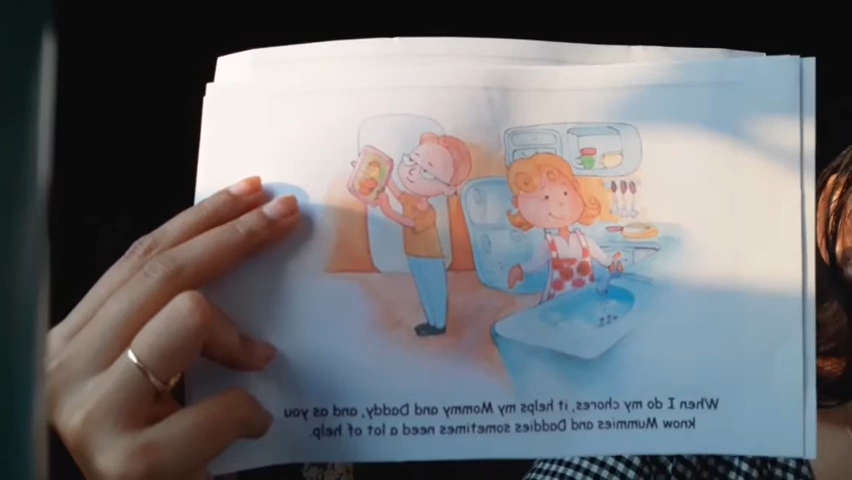 When I do my chores, it helps my Mommy and Daddy, and as you
know Mummies and Daddies sometimes need a lot of help.